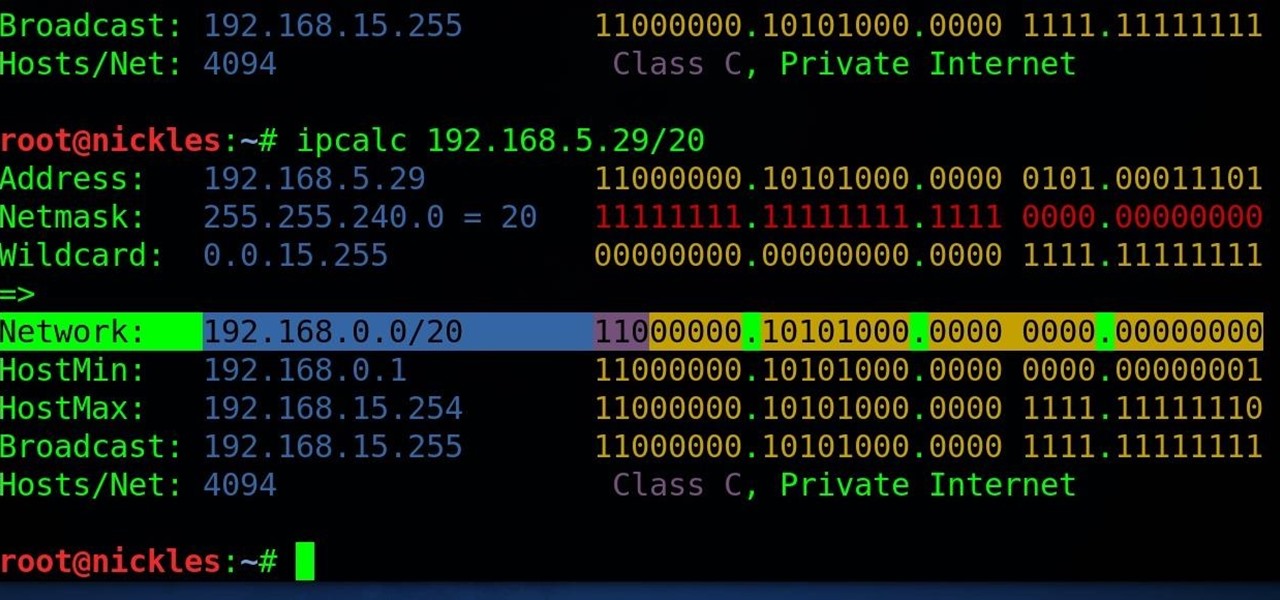 Broadcast: 192.168.15.255 11000000.10101000.0000 1111.11111111
Hosts/Net: 4094 Class C, Private Internet
root@nickles:~# ipcalc 192.168.5.29/20
Address: 192.168.5.29 11000000.10101000.0000 0101.00011101
Netmask: 255.255.240.0 = 20 11111111.11111111.1111 0000.00000000
Wildcard: 0.0.15.255 00000000.00000000.0000 1111.11111111
=>
Network: 192.168.0.0/20 11000000.10101000.0000 0000.00000000
HostMin: 192.168.0.1 11000000.10101000.0000 0000.00000001
HostMax: 192.168.15.254 11000000.10101000.0000 1111.11111110
Broadcast: 192.168.15.255 11000000.10101000.0000 1111.11111111
Hosts/Net: 4094 Class C, Private Internet
root@nickles:~#